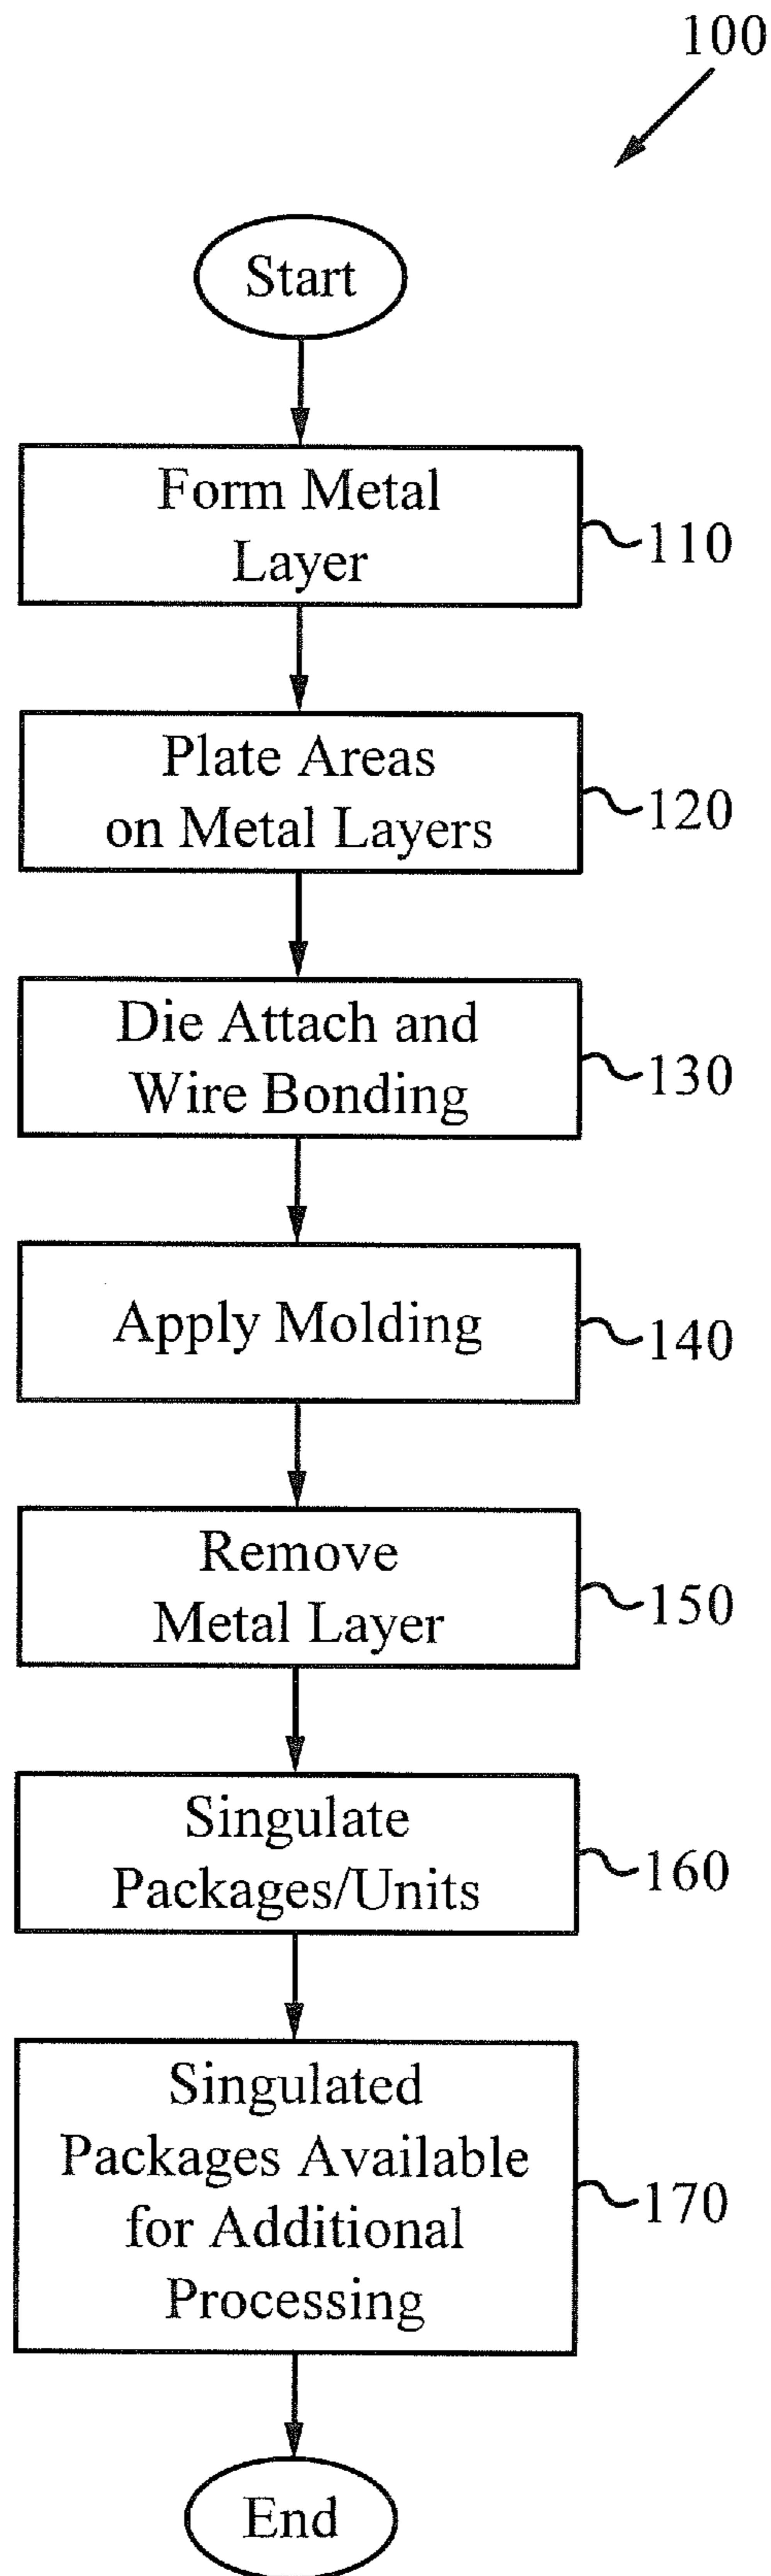 100
Start
Form Metal
Layer
110
Plate Areas
on Metal Layers
120
Die Attach and
Wire Bonding
130
Apply Molding
140
Remove
Metal Layer
150
Singulate
Packages/Units
160
Singulated
Packages Available
for Additional
Processing
170
End